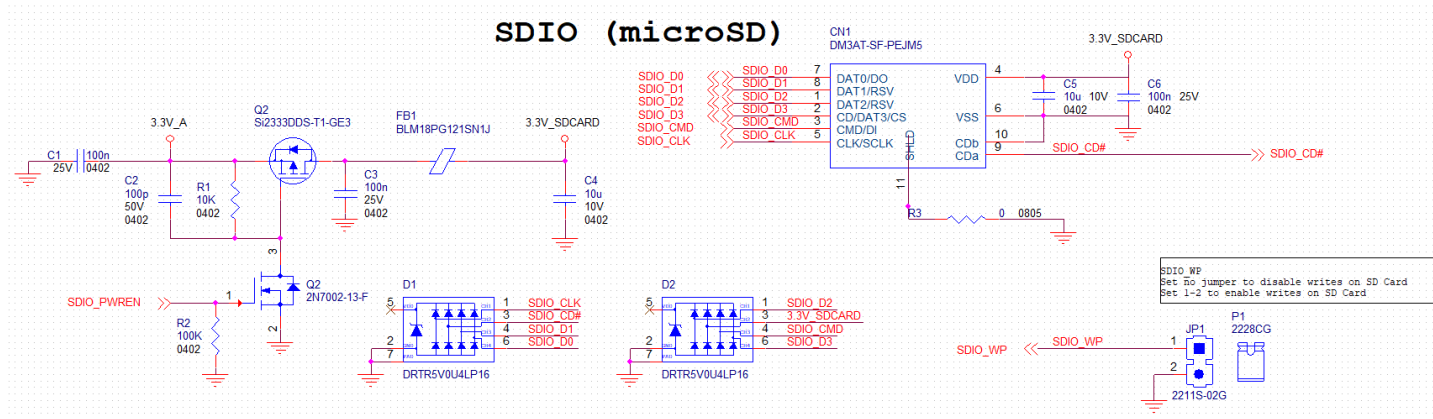 SDIO (microSD)
CN1
DM3AT-SF-PEJM5
3.3V_SDCARD
SDIO_D0
SDIO_D1
SDIO_D2
SDIO_D3
SDIO_CMD
SDIO_CLK
SDIO_D0 7 DAT0/DO
SDIO_D1 8 DAT1/RSV
SDIO_D2 1 DAT2/RSV
SDIO_D3 2 CD/DAT3/CS
SDIO_CMD 3 CMD/DI
SDIO_CLK 5 CLK/SCLK
VDD 4
VSS 6
CDb 10
CDa 9
SHLD
11
C5
10u 10V
0402
C6
100n 25V
0402
SDIO_CD#
SDIO_CD#
R3 0 0805
Q2
Si2333DDS-T1-GE3
FB1
BLM18PG121SN1J
3.3V_A
3.3V_SDCARD
C1 100n
25V 0402
C2
100p
50V
0402
R1
10K
0402
C3
100n
25V
0402
C4
10u
10V
0402
3
SDIO_PWREN
1
Q2
2N7002-13-F
2
R2
100K
0402
D1
5
2
7
1 SDIO_CLK
3 SDIO_CD#
4 SDIO_D1
6 SDIO_D0
DRTR5V0U4LP16
D2
5
2
7
1 SDIO_D2
3 3.3V_SDCARD
4 SDIO_CMD
6 SDIO_D3
DRTR5V0U4LP16
SDIO_WP
Set no jumper to disable writes on SD Card
Set 1-2 to enable writes on SD Card
SDIO_WP
SDIO_WP
JP1
1
2
2211S-02G
P1
2228CG